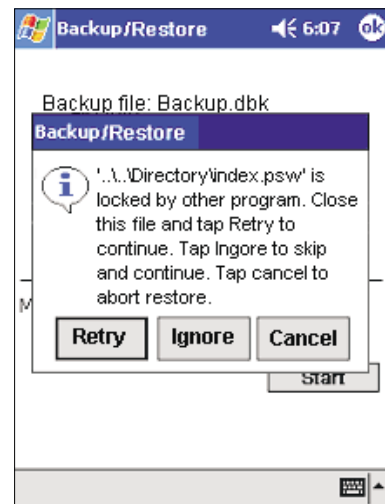 Backup/Restore 6:07 ok
Backup file: Backup.dbk
Backup/Restore
'..\..\Directory\index.psw' is
locked by other program. Close
this file and tap Retry to
continue. Tap Ingore to skip
and continue. Tap cancel to
abort restore.
M
Retry Ignore Cancel
Start